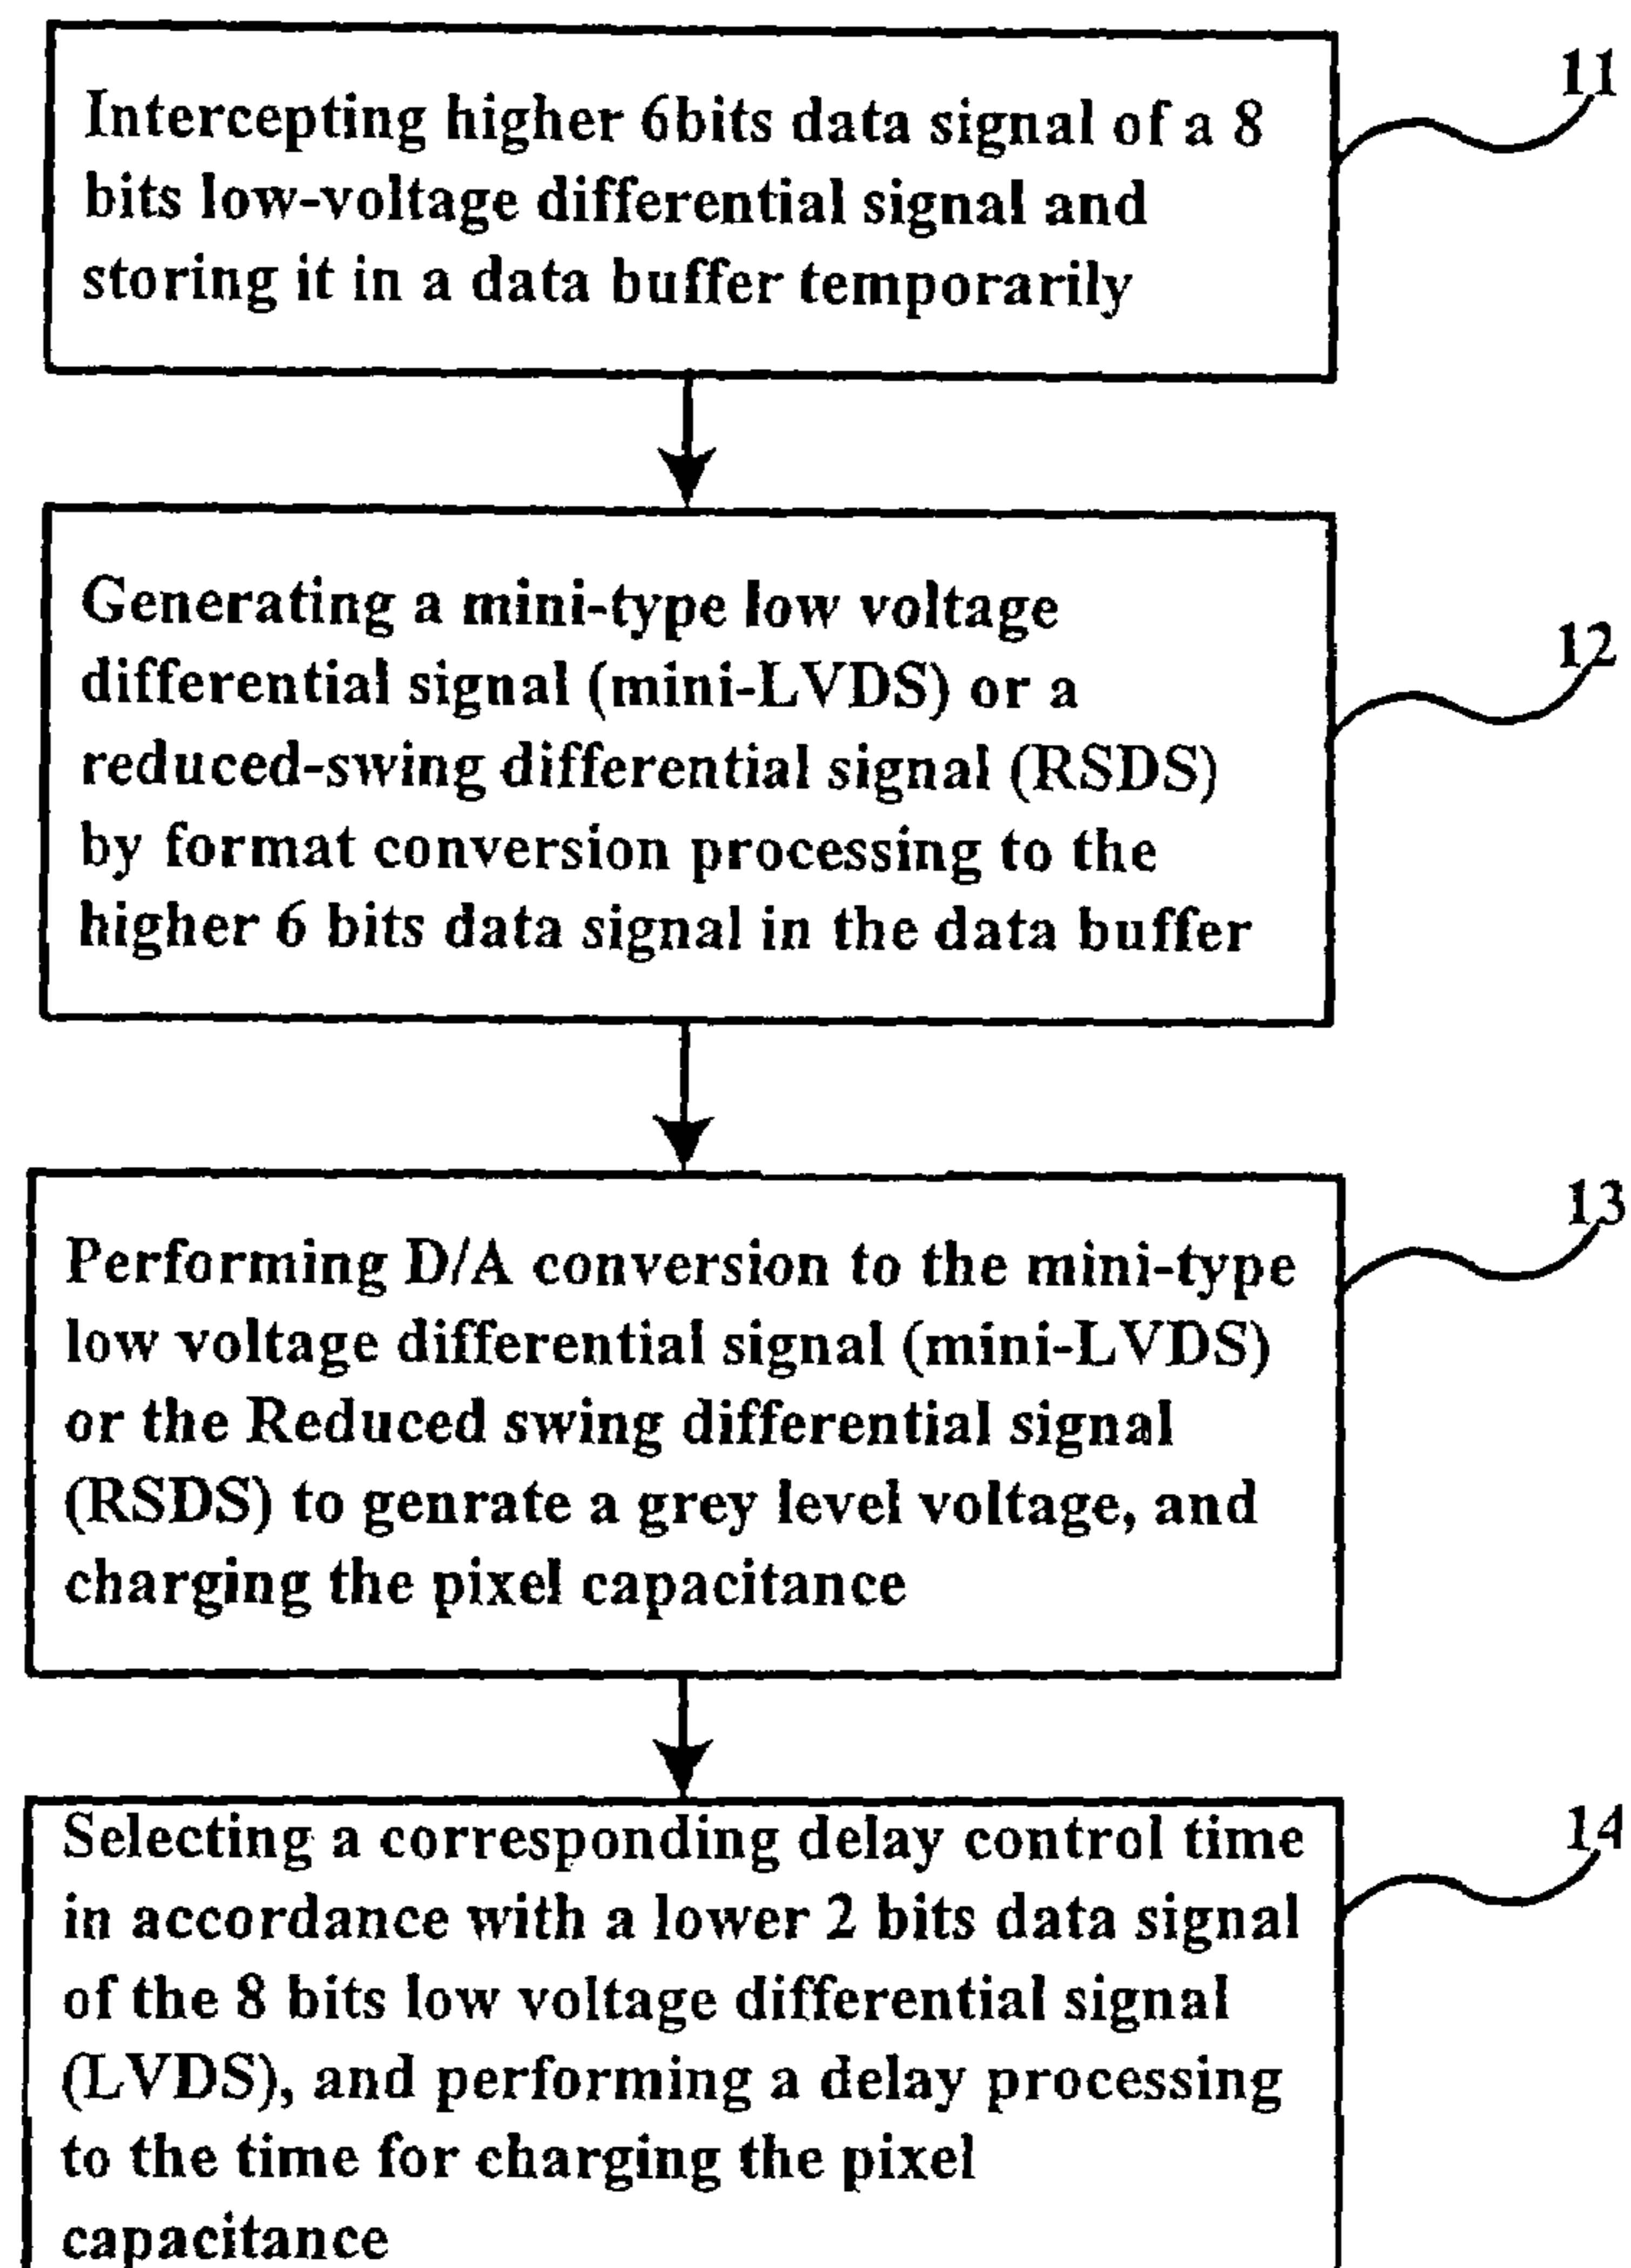 11
Intercepting higher 6bits data signal of a 8
bits low-voltage differential signal and
storing it in a data buffer temporarily
12
Generating a mini-type low voltage
differential signal (mini-LVDS) or a
reduced-swing differential signal (RSDS)
by format conversion processing to the
higher 6 bits data signal in the data buffer
13
Performing D/A conversion to the mini-type
low voltage differential signal (mini-LVDS)
or the Reduced swing differential signal
(RSDS) to genrate a grey level voltage, and
charging the pixel capacitance
14
Selecting a corresponding delay control time
in accordance with a lower 2 bits data signal
of the 8 bits low voltage differential signal
(LVDS), and performing a delay processing
to the time for charging the pixel
capacitance